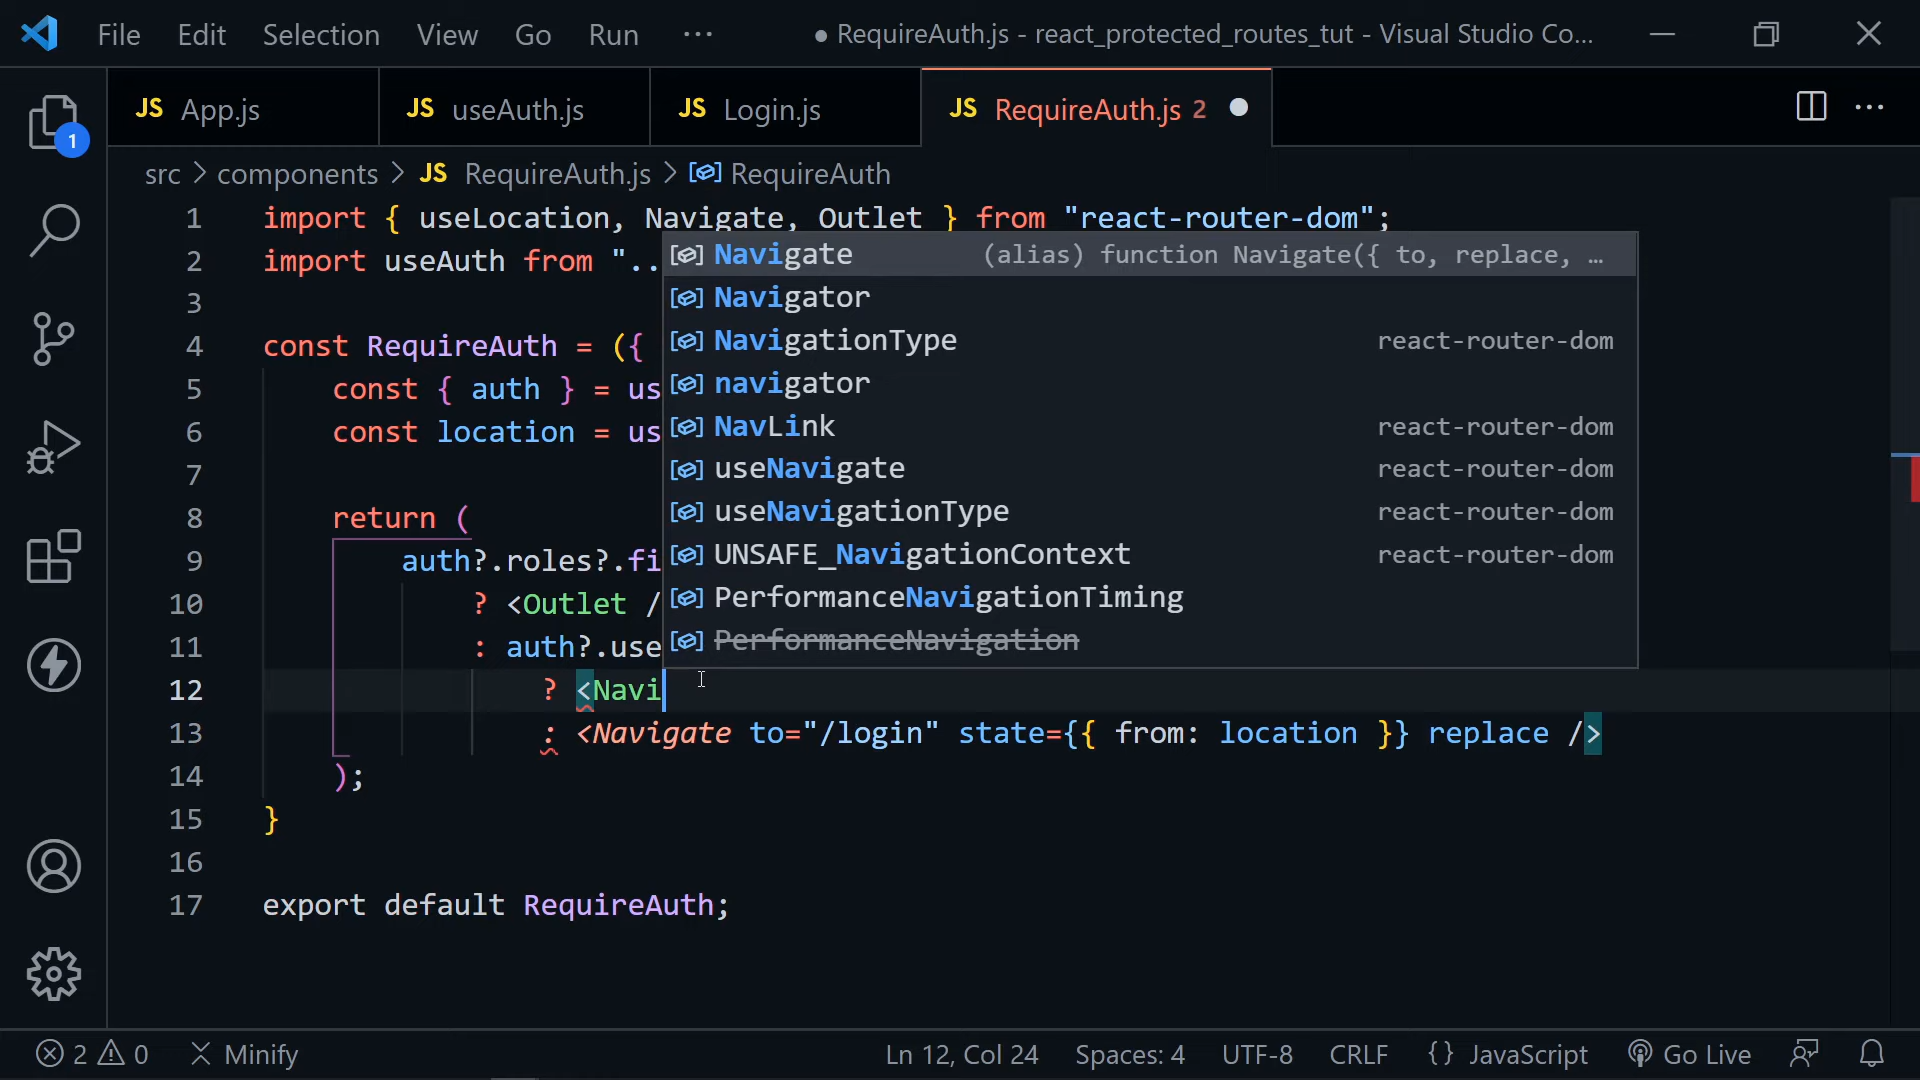 File Edit Selection View Go Run ··· ● RequireAuth.js - react_protected_routes_tut - Visual Studio Co...
JS App.js JS useAuth.js JS Login.js JS RequireAuth.js 2 ● ···
1
src > components > JS RequireAuth.js > RequireAuth
1 import { useLocation, Navigate, Outlet } from "react-router-dom";
2 import useAuth from "..
3
4 const RequireAuth = ({
5 const { auth } = us
6 const location = us
7
8 return (
9 auth?.roles?.fi
10 ? <Outlet /
11 : auth?.use
12 ? <Navi
13 : <Navigate to="/login" state={{ from: location }} replace />
14 );
15 }
16
17 export default RequireAuth;
Navigate (alias) function Navigate({ to, replace, …
Navigator
NavigationType react-router-dom
navigator
NavLink react-router-dom
useNavigate react-router-dom
useNavigationType react-router-dom
UNSAFE_NavigationContext react-router-dom
PerformanceNavigationTiming
PerformanceNavigation
2 0 Minify Ln 12, Col 24 Spaces: 4 UTF-8 CRLF {} JavaScript Go Live